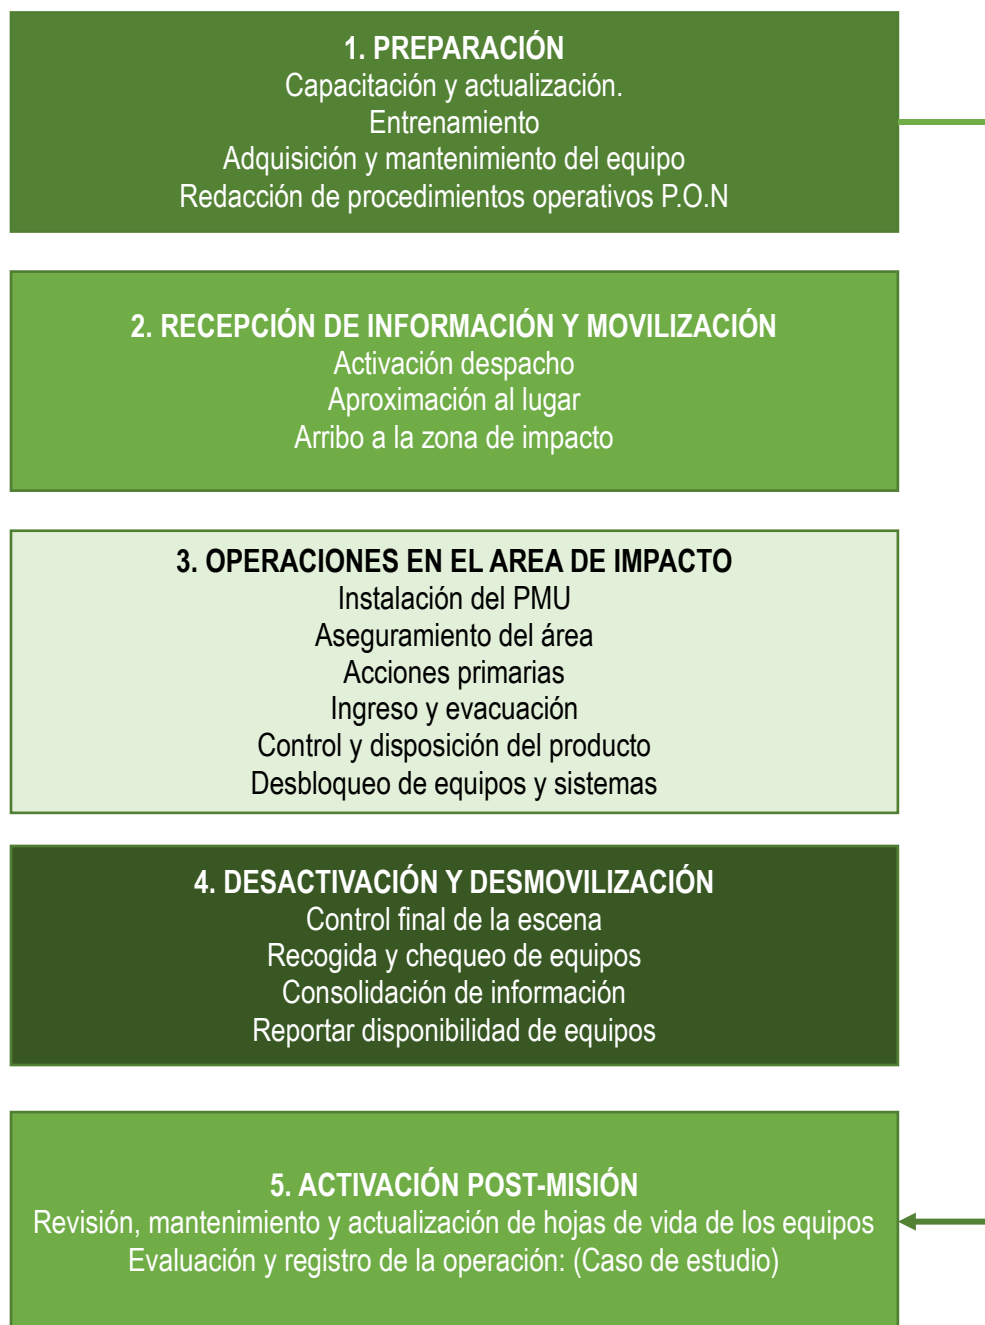 1. PREPARACIÓN
Capacitación y actualización.
Entrenamiento
Adquisición y mantenimiento del equipo
Redacción de procedimientos operativos P.O.N
2. RECEPCIÓN DE INFORMACIÓN Y MOVILIZACIÓN
Activación despacho
Aproximación al lugar
Arribo a la zona de impacto
3. OPERACIONES EN EL AREA DE IMPACTO
Instalación del PMU
Aseguramiento del área
Acciones primarias
Ingreso y evacuación
Control y disposición del producto
Desbloqueo de equipos y sistemas
4. DESACTIVACIÓN Y DESMOVILIZACIÓN
Control final de la escena
Recogida y chequeo de equipos
Consolidación de información
Reportar disponibilidad de equipos
5. ACTIVACIÓN POST-MISIÓN
Revisión, mantenimiento y actualización de hojas de vida de los equipos
Evaluación y registro de la operación: (Caso de estudio)